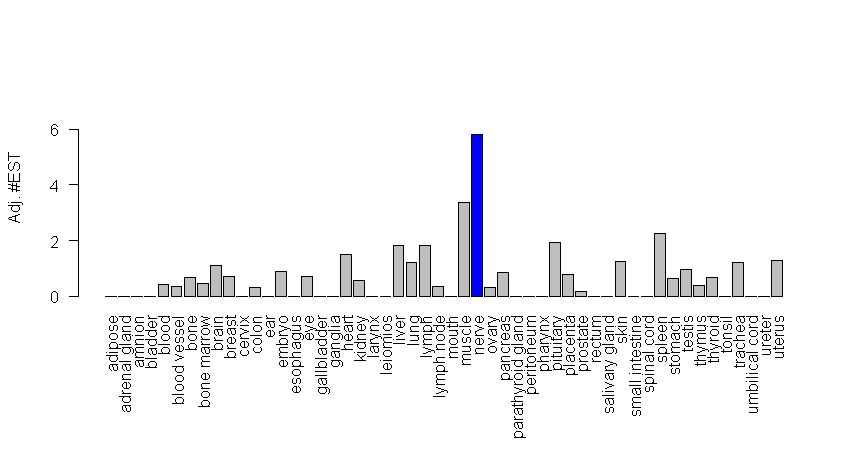 Adj. #EST
6
4
2
0
adipose
adrenal gland
amnion
bladder
blood
blood vessel
bone
bone marrow
brain
breast
cervix
colon
ear
embryo
esophagus
eye
gallbladder
ganglia
heart
kidney
larynx
leiomios
liver
lung
lymph
lymph node
mouth
muscle
nerve
ovary
pancreas
parathyroid gland
peritoneum
pharynx
pituitary
placenta
prostate
rectum
salivary gland
skin
small intestine
spinal cord
spleen
stomach
testis
thymus
thyroid
tonsil
trachea
umbilical cord
ureter
uterus